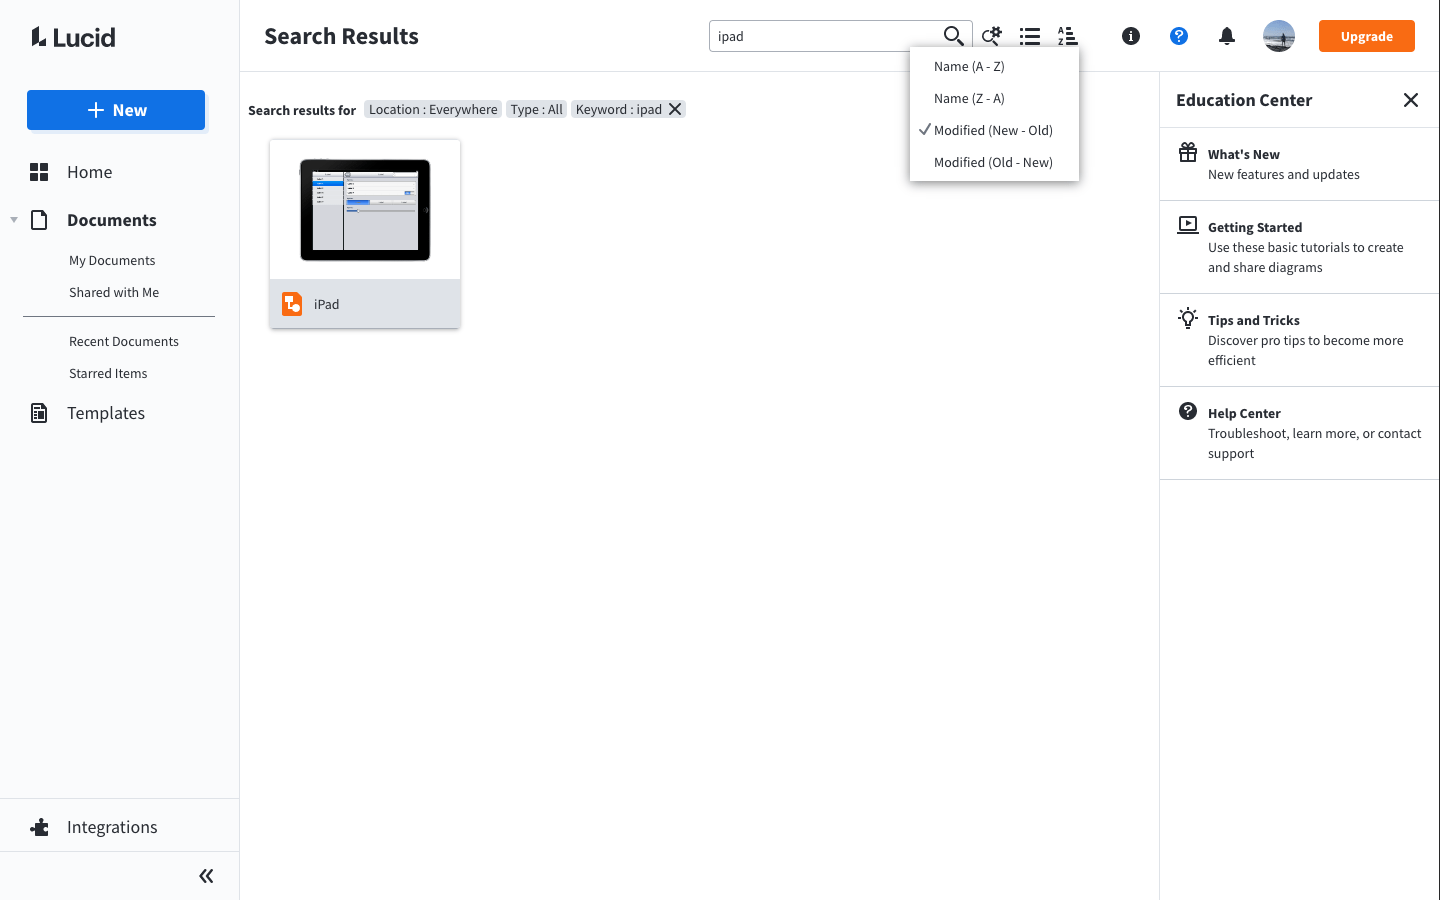 Lucid
Search Results
ipad
A
Z
Upgrade
New
Home
Documents
My Documents
Shared with Me
Recent Documents
Starred Items
Templates
Integrations
Search results for
Location : Everywhere
Type : All
Keyword : ipad
iPad
Name (A - Z)
Name (Z - A)
Modified (New - Old)
Modified (Old - New)
Education Center
What's New
New features and updates
Getting Started
Use these basic tutorials to create
and share diagrams
Tips and Tricks
Discover pro tips to become more
efficient
Help Center
Troubleshoot, learn more, or contact
support